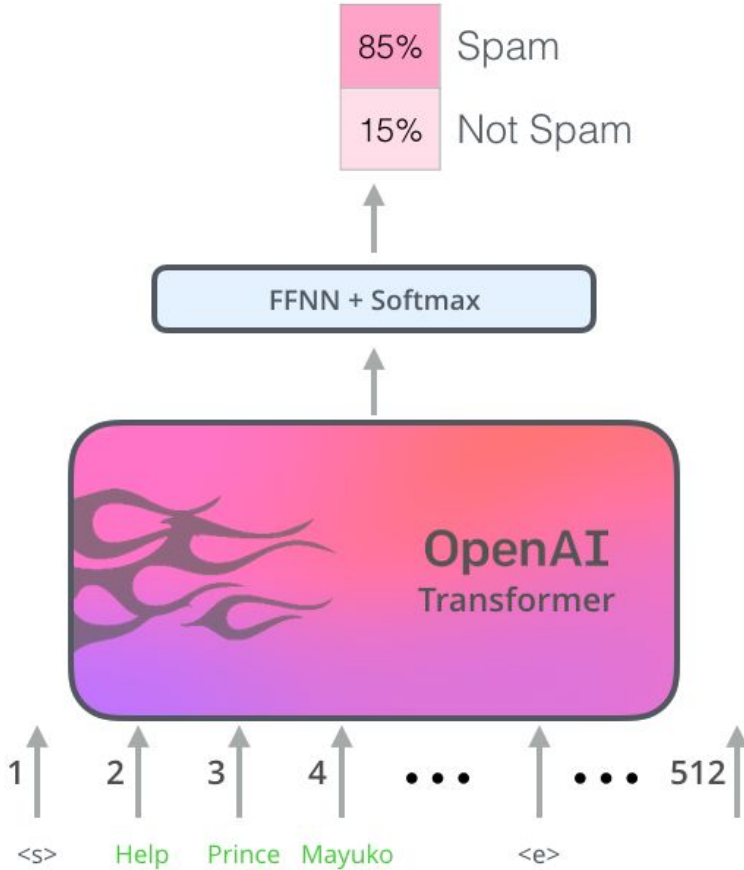 85% Spam
15% Not Spam
FFNN + Softmax
OpenAI
Transformer
1 2 3 4 ••• ••• 512
<s> Help Prince Mayuko <e>